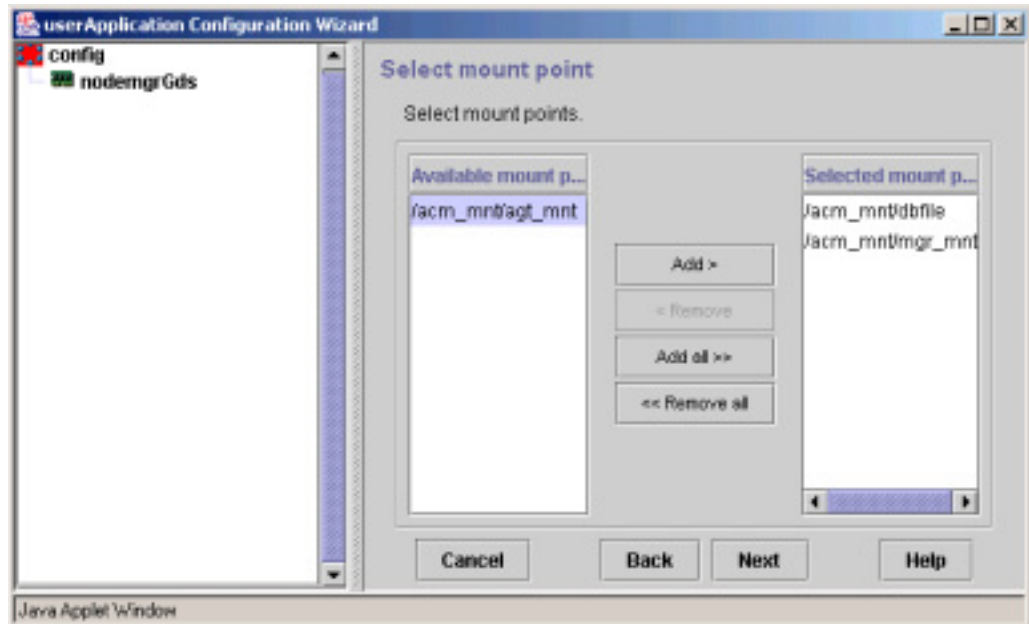 userApplication Configuration Wizard
config
nodemgrGds
Select mount point
Select mount points.
Available mount p...
/acm_mnt/agt_mnt
Add >
< Remove
Add all >>
<< Remove all
Selected mount p...
/acm_mnt/dbfile
/acm_mnt/mgr_mnt
Cancel
Back
Next
Help
Java Applet Window